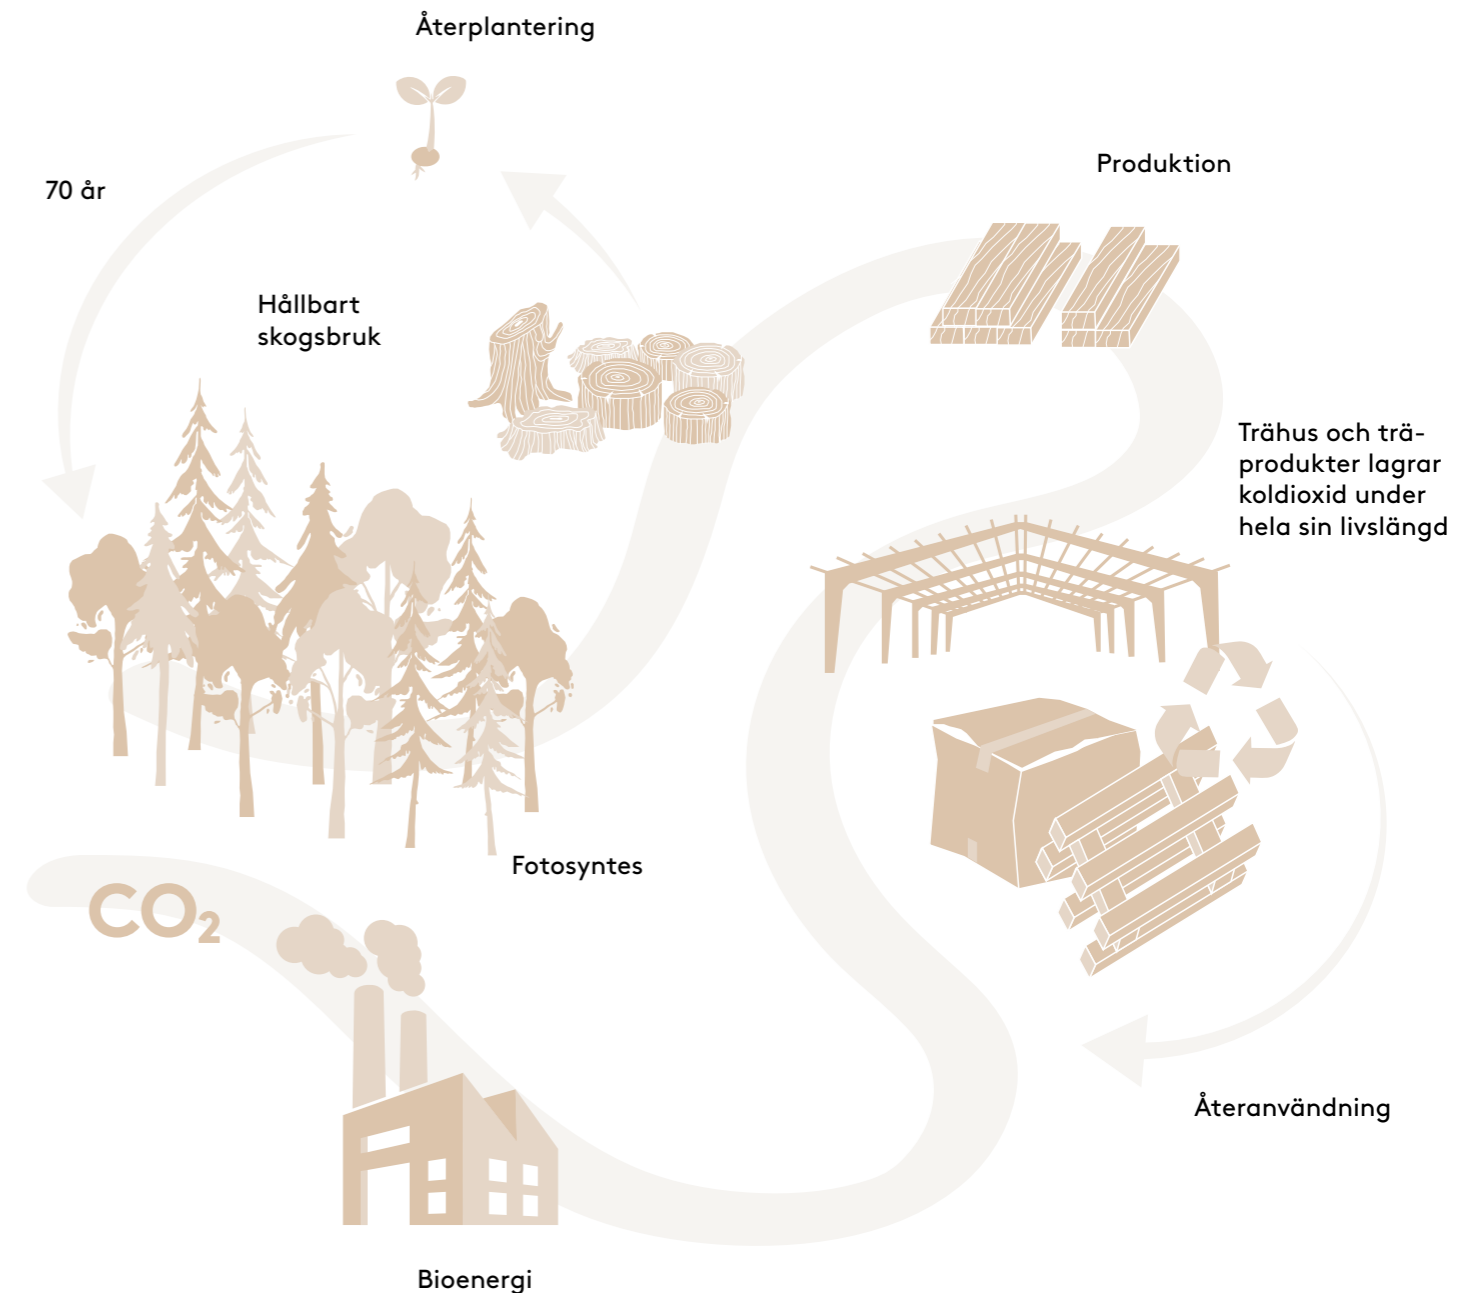 Återplantering
70 år
Produktion
Hållbart
skogsbruk
Trähus och trä-
produkter lagrar
koldioxid under
hela sin livslängd
Fotosyntes
CO₂
Återanvändning
Bioenergi